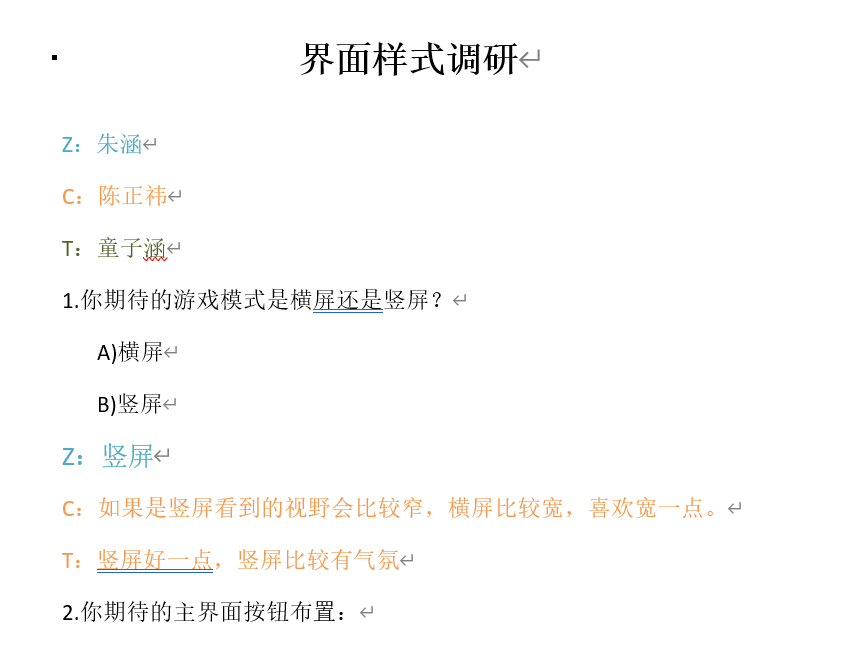 界面样式调研
Z：朱涵
C：陈正祎
T：童子涵
1.你期待的游戏模式是横屏还是竖屏？
A)横屏
B)竖屏
Z：竖屏
C：如果是竖屏看到的视野会比较窄，横屏比较宽，喜欢宽一点。
T：竖屏好一点，竖屏比较有气氛
2.你期待的主界面按钮布置：